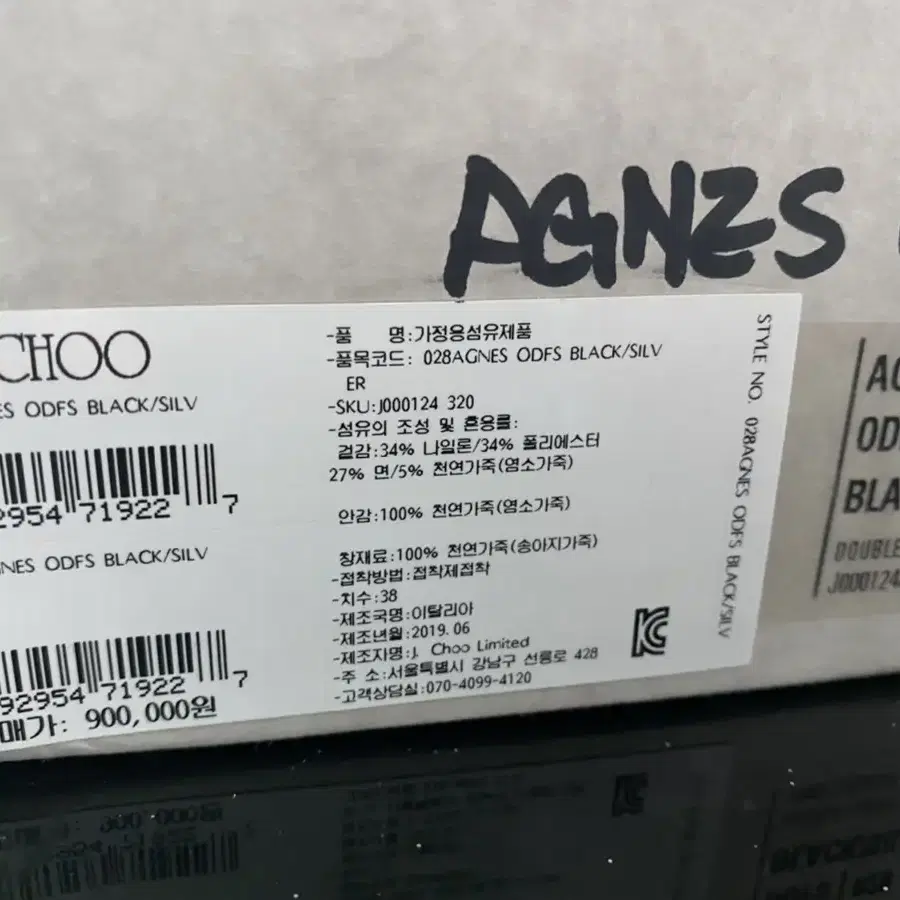 AGNES
CHOO
ES ODFS BLACK/SILV
2954 71922 7
NES ODFS BLACK/SILV
92954 71922 7
매가: 900,000원
-품 명:가정용섬유제품
-품목코드: 028AGNES ODFS BLACK/SILV
ER
-SKU:J000124 320
-섬유의 조성 및 혼용률:
겉감:34% 나일론/34% 폴리에스터
27% 면/5% 천연가죽(염소가죽)
안감:100% 천연가죽(염소가죽)
창재료:100% 천연가죽(송아지가죽)
-접착방법:접착제접착
-치수:38
-제조국명:이탈리아
-제조년월:2019.06
-제조자명:J. Choo Limited
-주 소:서울특별시 강남구 선릉로 428
-고객상담실:070-4099-4120
STYLE NO. 028AGNES ODFS BLACK/SILV
AG
OD
BLA
DOUBLE
J000124